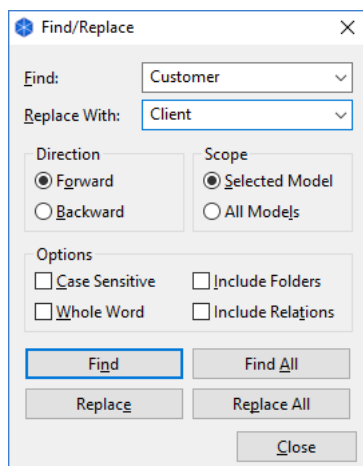 Find/Replace
Find: Customer
Replace With: Client
Direction Scope
Forward Selected Model
Backward All Models
Options
Case Sensitive Include Folders
Whole Word Include Relations
Find Find All
Replace Replace All
Close